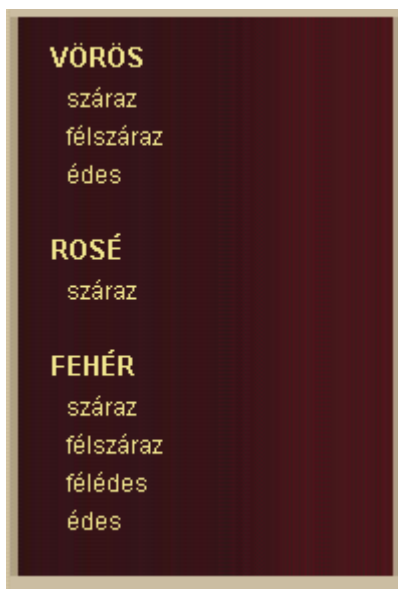 VÖRÖS
száraz
félszáraz
édes
ROSÉ
száraz
FEHÉR
száraz
félszáraz
félédes
édes